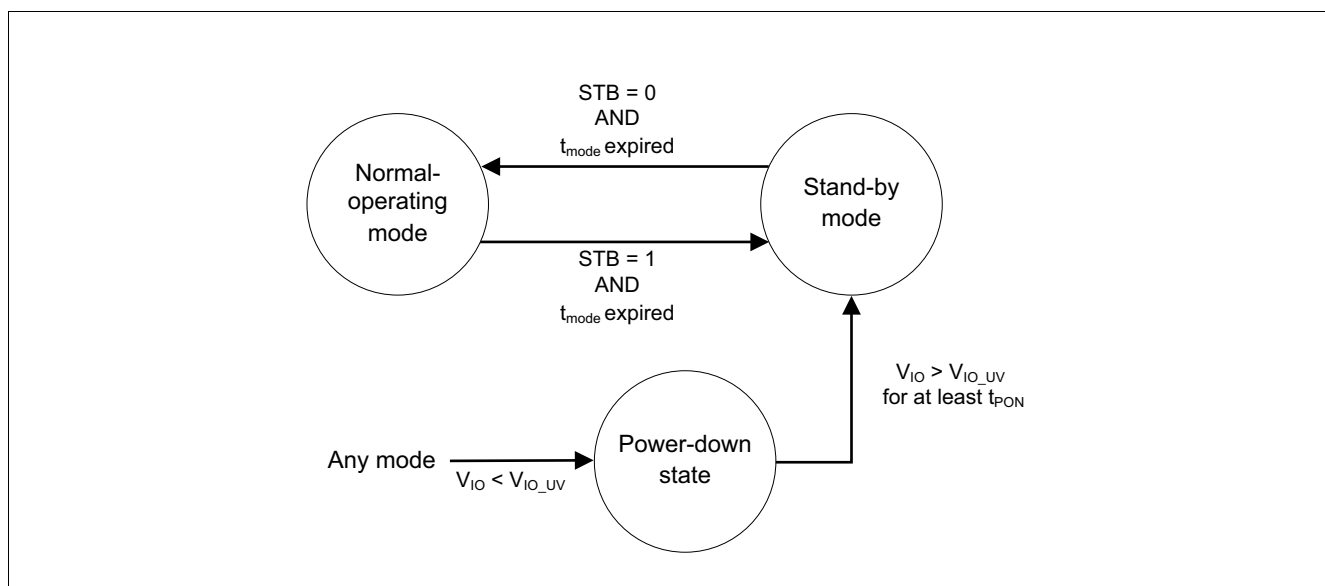 STB = 0
AND
tmode expired
Normal-
operating
mode
Stand-by
mode
STB = 1
AND
tmode expired
VIO > VIO_UV
for at least tPON
Power-down
state
Any mode
VIO < VIO_UV